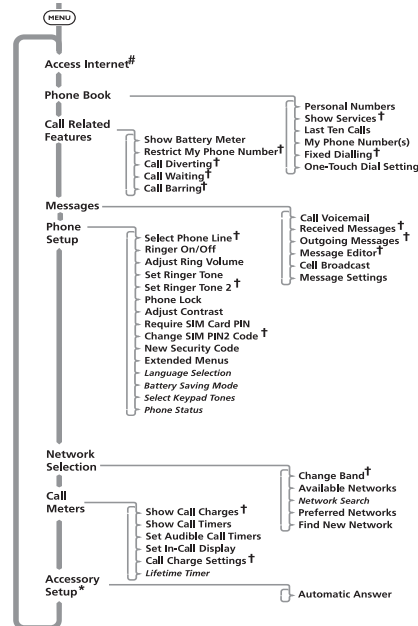 MENU
Access Internet#
Phone Book
Personal Numbers
Show Services†
Last Ten Calls
My Phone Number(s)
Fixed Dialling†
One-Touch Dial Setting
Call Related
Features
Show Battery Meter
Restrict My Phone Number†
Call Diverting†
Call Waiting†
Call Barring†
Messages
Call Voicemail
Received Messages†
Outgoing Messages†
Message Editor†
Cell Broadcast
Message Settings
Phone
Setup
Select Phone Line†
Ringer On/Off
Adjust Ring Volume
Set Ringer Tone
Set Ringer Tone 2†
Phone Lock
Adjust Contrast
Require SIM Card PIN
Change SIM PIN2 Code†
New Security Code
Extended Menus
Language Selection
Battery Saving Mode
Select Keypad Tones
Phone Status
Network
Selection
Change Band†
Available Networks
Network Search
Preferred Networks
Find New Network
Call
Meters
Show Call Charges†
Show Call Timers
Set Audible Call Timers
Set In-Call Display
Call Charge Settings†
Lifetime Timer
Accessory
Setup*
Automatic Answer